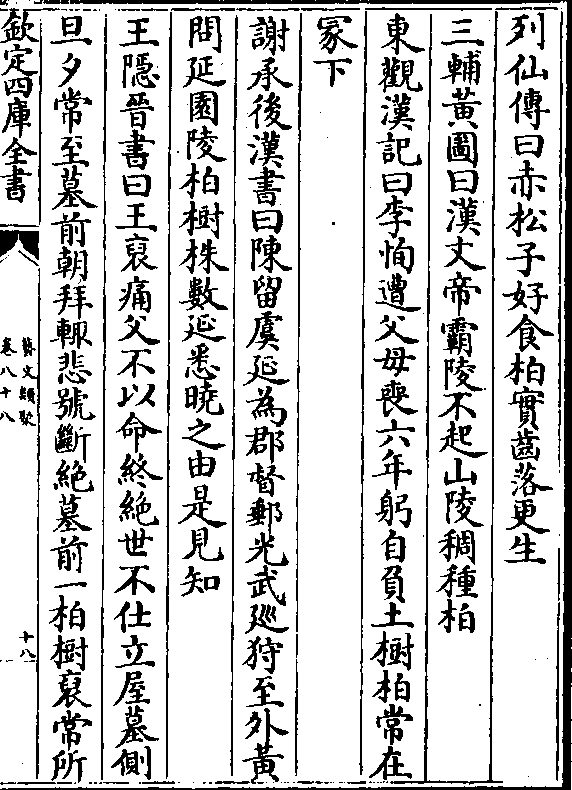 列仙傳曰赤松子好食柏實齒落更生
三輔黃圖曰漢文帝霸陵不起山陵稠種柏
東觀漢記曰李恂遭父母喪六年躬自負土樹柏常在
冢下
謝承後漢書曰陳留虞延為郡督郵光武廵狩至外黃
問延園陵柏樹株數延悉曉之由是見知
王隱晉書曰王裒痛父不以命終絶世不仕立屋墓側
旦夕常至墓前朝拜輙悲號斷絶墓前一柏樹裒常所
欽定四庫全書
藝文類聚
卷八十八
十八